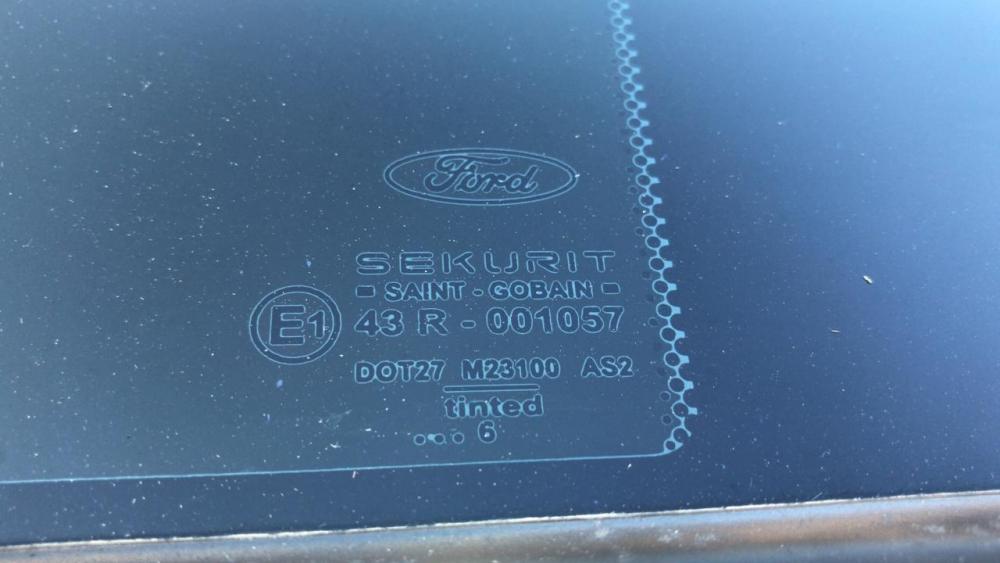 Ford
SEKURIT
- SAINT - GOBAIN -
E1 43 R - 001057
DOT27 M23100 AS2
tinted
6